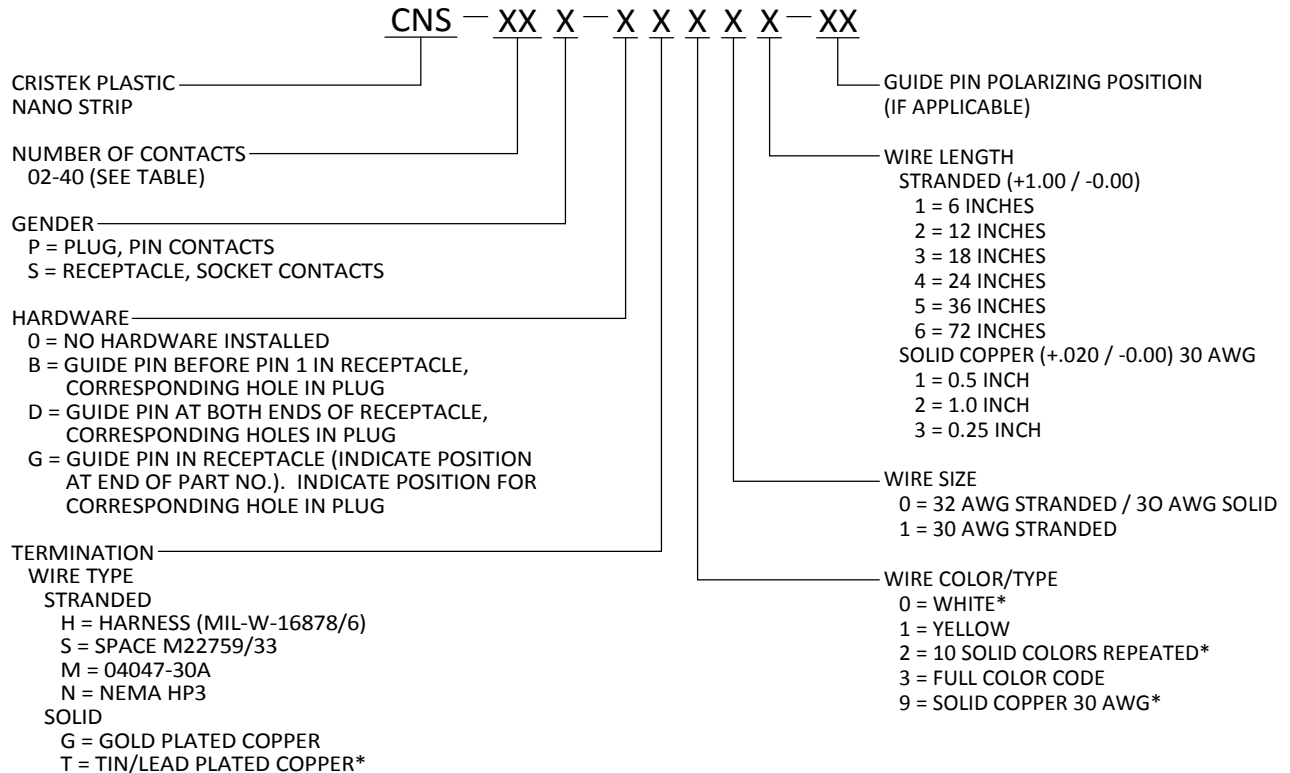 CNS — XX X — X X X X X — XX
CRISTEK PLASTIC
NANO STRIP
NUMBER OF CONTACTS
02-40 (SEE TABLE)
GENDER
P = PLUG, PIN CONTACTS
S = RECEPTACLE, SOCKET CONTACTS
HARDWARE
0 = NO HARDWARE INSTALLED
B = GUIDE PIN BEFORE PIN 1 IN RECEPTACLE,
CORRESPONDING HOLE IN PLUG
D = GUIDE PIN AT BOTH ENDS OF RECEPTACLE,
CORRESPONDING HOLES IN PLUG
G = GUIDE PIN IN RECEPTACLE (INDICATE POSITION
AT END OF PART NO.). INDICATE POSITION FOR
CORRESPONDING HOLE IN PLUG
TERMINATION
WIRE TYPE
STRANDED
H = HARNESS (MIL-W-16878/6)
S = SPACE M22759/33
M = 04047-30A
N = NEMA HP3
SOLID
G = GOLD PLATED COPPER
T = TIN/LEAD PLATED COPPER*
GUIDE PIN POLARIZING POSITIOIN
(IF APPLICABLE)
WIRE LENGTH
STRANDED (+1.00 / -0.00)
1 = 6 INCHES
2 = 12 INCHES
3 = 18 INCHES
4 = 24 INCHES
5 = 36 INCHES
6 = 72 INCHES
SOLID COPPER (+.020 / -0.00) 30 AWG
1 = 0.5 INCH
2 = 1.0 INCH
3 = 0.25 INCH
WIRE SIZE
0 = 32 AWG STRANDED / 3O AWG SOLID
1 = 30 AWG STRANDED
WIRE COLOR/TYPE
0 = WHITE*
1 = YELLOW
2 = 10 SOLID COLORS REPEATED*
3 = FULL COLOR CODE
9 = SOLID COPPER 30 AWG*